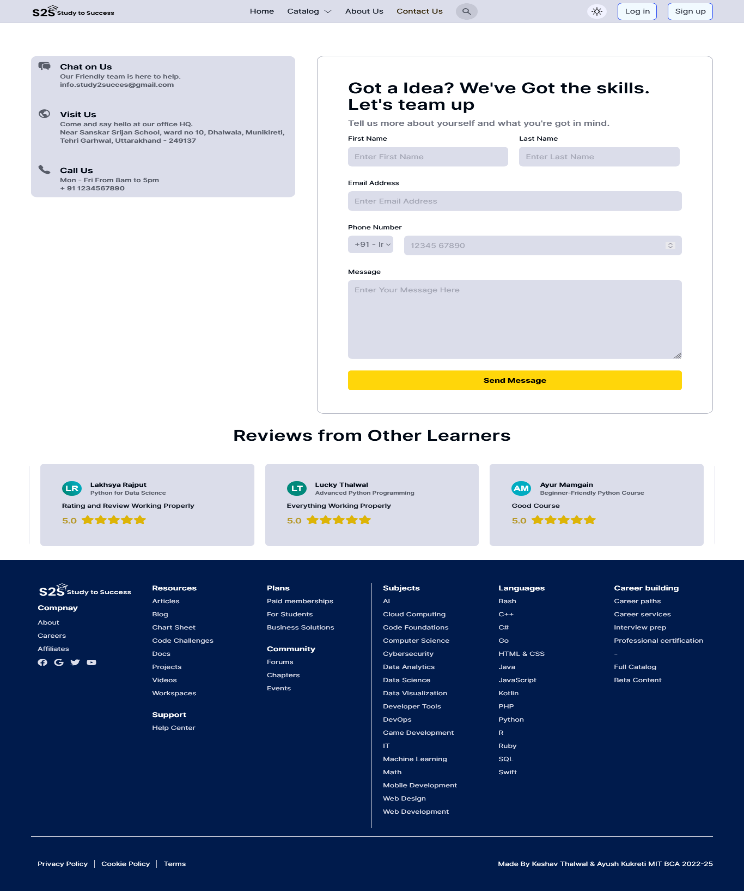 S2S Study to Success
Home
Catalog
About Us
Contact Us
Log in
Sign up
Chat on Us
Our Friendly team is here to help.
info.study2succes@gmail.com
Visit Us
Come and say hello at our office HQ.
Near Sanskar Srijan School, ward no 10, Dhalwala, Munikireti,
Tehri Garhwal, Uttarakhand - 249137
Call Us
Mon - Fri From 8am to 5pm
+ 91 1234567890
Got a Idea? We've Got the skills.
Let's team up
Tell us more about yourself and what you're got in mind.
First Name
Last Name
Enter First Name
Enter Last Name
Email Address
Enter Email Address
Phone Number
+91 - Ir
12345 67890
Message
Enter Your Message Here
Send Message
Reviews from Other Learners
LR
Lakhsya Rajput
Python for Data Science
Rating and Review Working Properly
5.0
LT
Lucky Thalwal
Advanced Python Programming
Everything Working Properly
5.0
AM
Ayur Mamgain
Beginner-Friendly Python Course
Good Course
5.0
S2S Study to Success
Compnay
About
Careers
Affiliates
Resources
Articles
Blog
Chart Sheet
Code Challenges
Docs
Projects
Videos
Workspaces
Support
Help Center
Plans
Paid memberships
For Students
Business Solutions
Community
Forums
Chapters
Events
Subjects
AI
Cloud Computing
Code Foundations
Computer Science
Cybersecurity
Data Analytics
Data Science
Data Visualization
Developer Tools
DevOps
Game Development
IT
Machine Learning
Math
Mobile Development
Web Design
Web Development
Languages
Bash
C++
C#
Go
HTML & CSS
Java
JavaScript
Kotlin
PHP
Python
R
Ruby
SQL
Swift
Career building
Career paths
Career services
Interview prep
Professional certification
-
Full Catalog
Beta Content
Privacy Policy
Cookie Policy
Terms
Made By Keshav Thalwal & Ayush Kukreti MIT BCA 2022-25